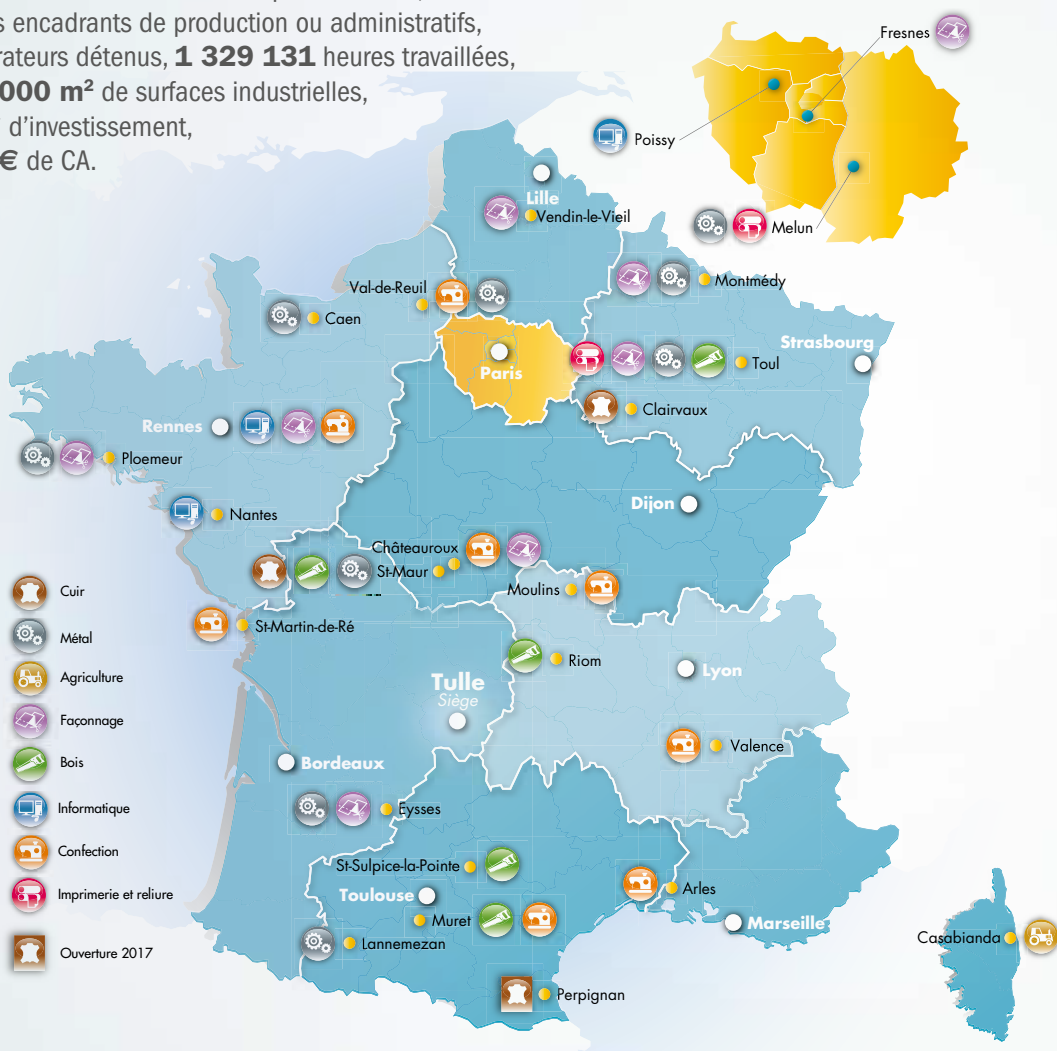 s encadrants de production ou administratifs,
rateurs détenus, 1 329 131 heures travaillées,
000 m² de surfaces industrielles,
d'investissement,
€ de CA.
Fresnes
Poissy
Melun
Lille
Vendin-le-Vieil
Val-de-Reuil
Montmédy
Caen
Strasbourg
Paris
Toul
Clairvaux
Rennes
Ploemeur
Dijon
Nantes
Châteauroux
St-Maur
Moulins
St-Martin-de-Ré
Riom
Lyon
Tulle
Siège
Valence
Bordeaux
Eysses
St-Sulpice-la-Pointe
Toulouse
Arles
Muret
Marseille
Lannemezan
Casabianda
Perpignan
Cuir
Métal
Agriculture
Façonnage
Bois
Informatique
Confection
Imprimerie et reliure
Ouverture 2017